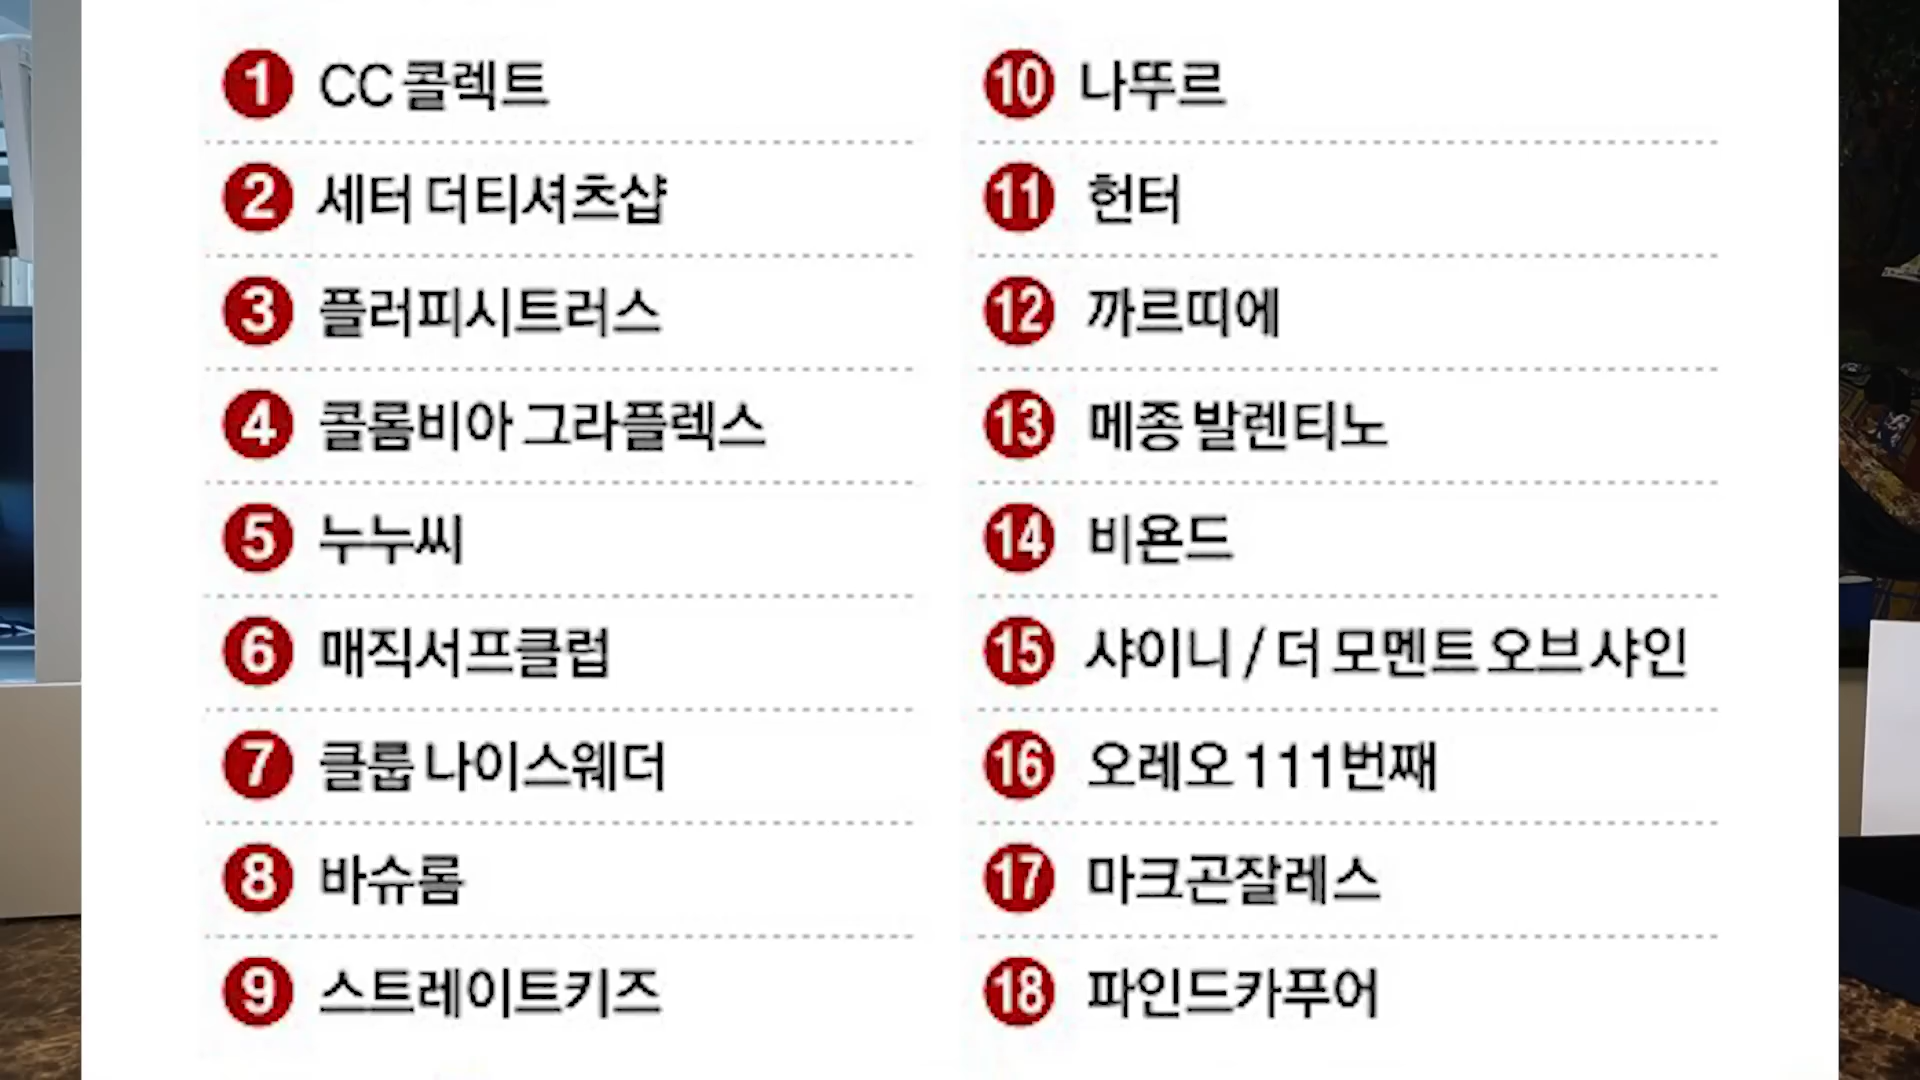 1 CC콜렉트
2 세터 더티셔츠샵
3 플러피시트러스
4 콜롬비아 그라플렉스
5 누누씨
6 매직서프클럽
7 클룹 나이스웨더
8 바슈롬
9 스트레이트키즈
10 나뚜르
11 헌터
12 까르띠에
13 메종 발렌티노
14 비욘드
15 샤이니 / 더 모멘트 오브 샤인
16 오레오 111번째
17 마크곤잘레스
18 파인드카푸어